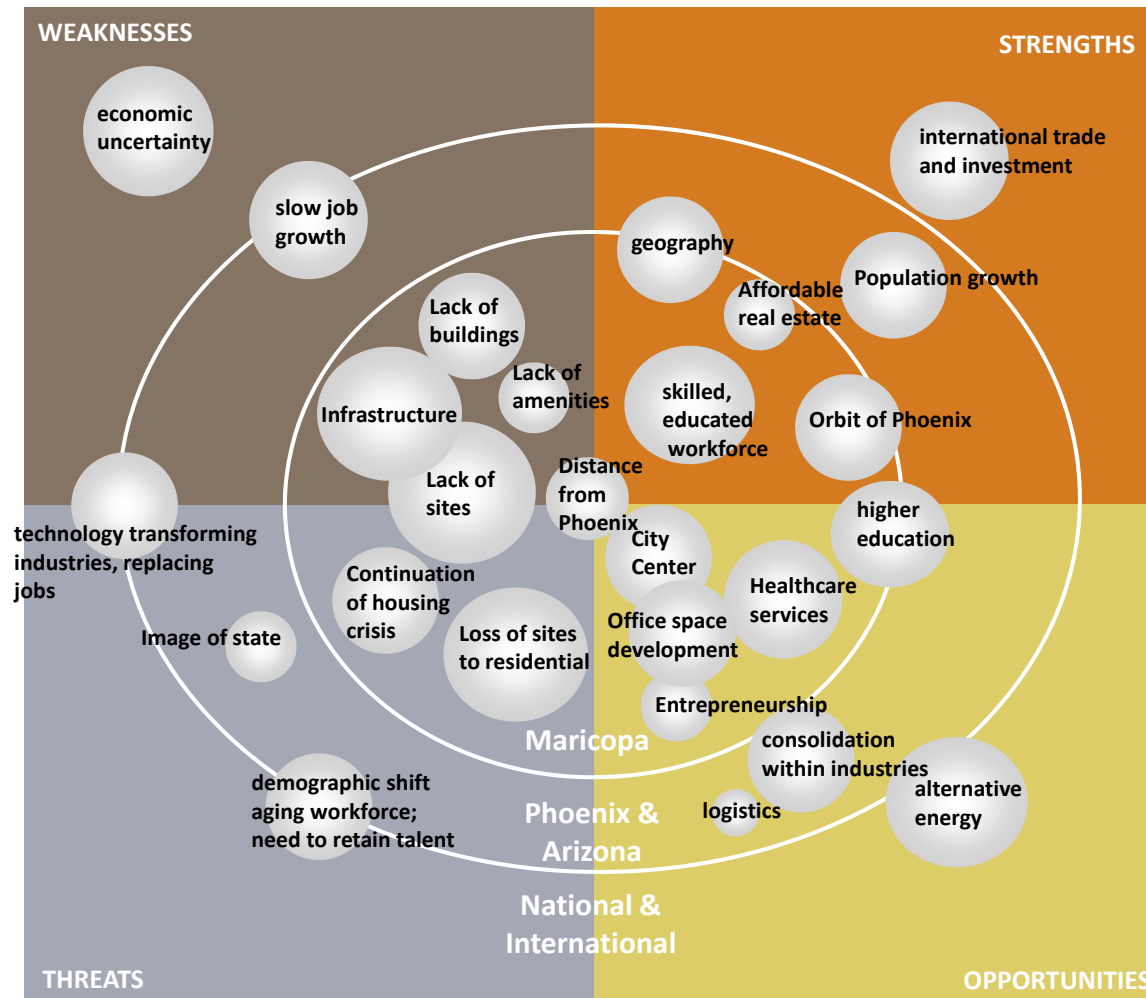 WEAKNESSES
STRENGTHS
economic
uncertainty
international trade
and investment
slow job
growth
geography
Population growth
Affordable
real estate
Lack of
buildings
Lack of
amenities
skilled,
educated
workforce
Infrastructure
Orbit of Phoenix
Lack of
sites
Distance
from
Phoenix
higher
education
technology transforming
industries, replacing
jobs
City
Center
Continuation
of housing
crisis
Healthcare
services
Image of state
Loss of sites
to residential
Office space
development
Entrepreneurship
Maricopa
consolidation
within industries
demographic shift
aging workforce;
need to retain talent
alternative
energy
logistics
Phoenix &
Arizona
National &
International
THREATS
OPPORTUNITIES